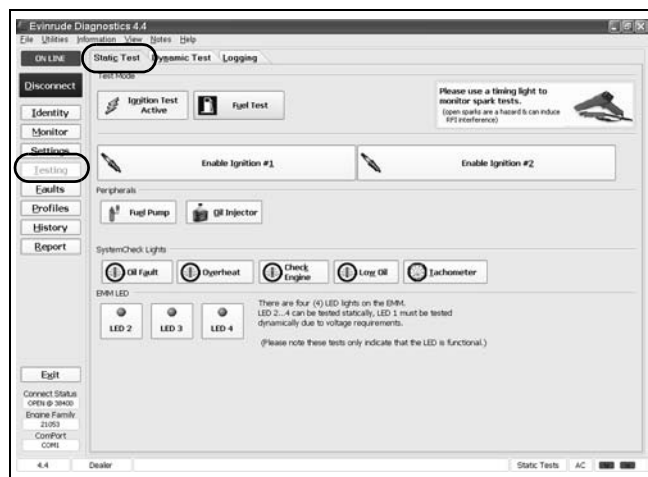 Evinrude Diagnostics 4.4
File Utilities Information View Notes Help
ON LINE
Static Test Dynamic Test Logging
Disconnect
Identity
Monitor
Settings
Testing
Faults
Profiles
History
Report
Exit
Connect Status
OPEN @ 38400
Engine Family
21053
ComPort
COM1
Test Mode
Ignition Test
Active
Fuel Test
Please use a timing light to
monitor spark tests.
(open sparks are a hazard & can induce
RFI interference)
Enable Ignition #1
Enable Ignition #2
Peripherals
Fuel Pump
Oil Injector
SystemCheck Lights
Oil Fault
Overheat
Check
Engine
Low Oil
Tachometer
EMM LED
LED 2
LED 3
LED 4
There are four (4) LED lights on the EMM.
LED 2...4 can be tested statically, LED 1 must be tested
dynamically due to voltage requirements.
(Please note these tests only indicate that the LED is functional.)
4.4 Dealer Static Tests AC